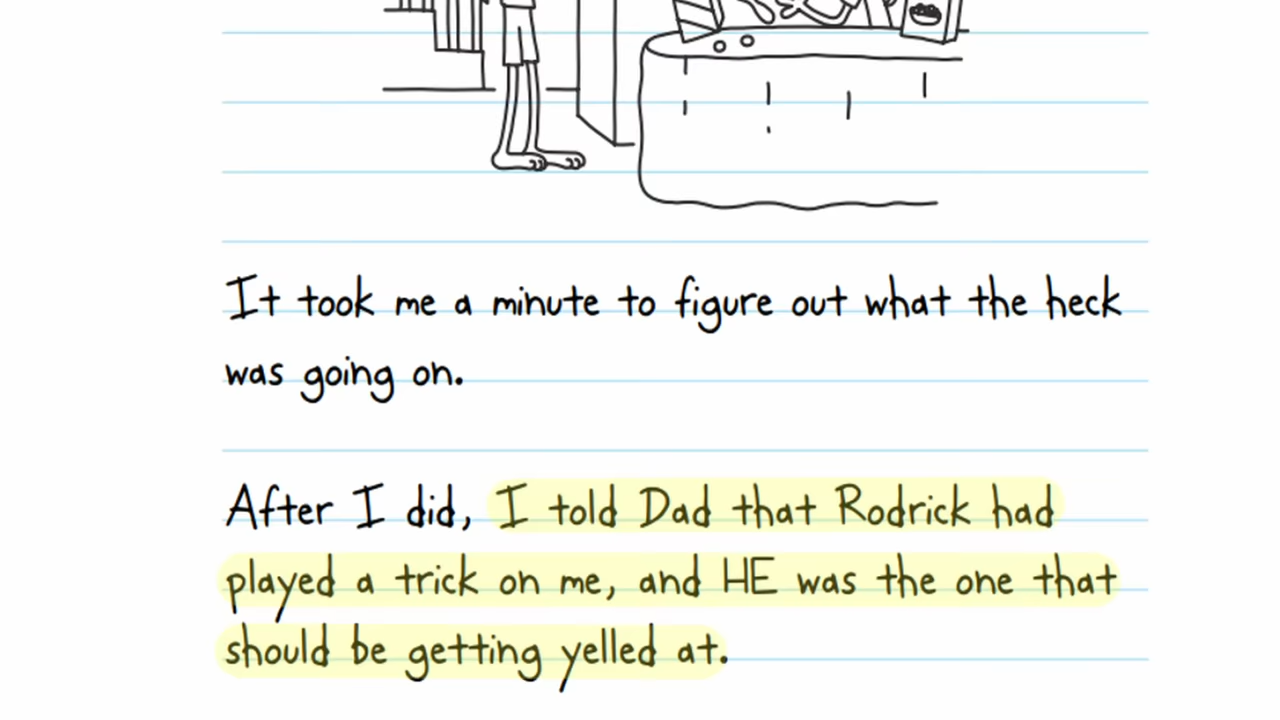 It took me a minute to figure out what the heck
was going on.
After I did, I told Dad that Rodrick had
played a trick on me, and HE was the one that
should be getting yelled at.